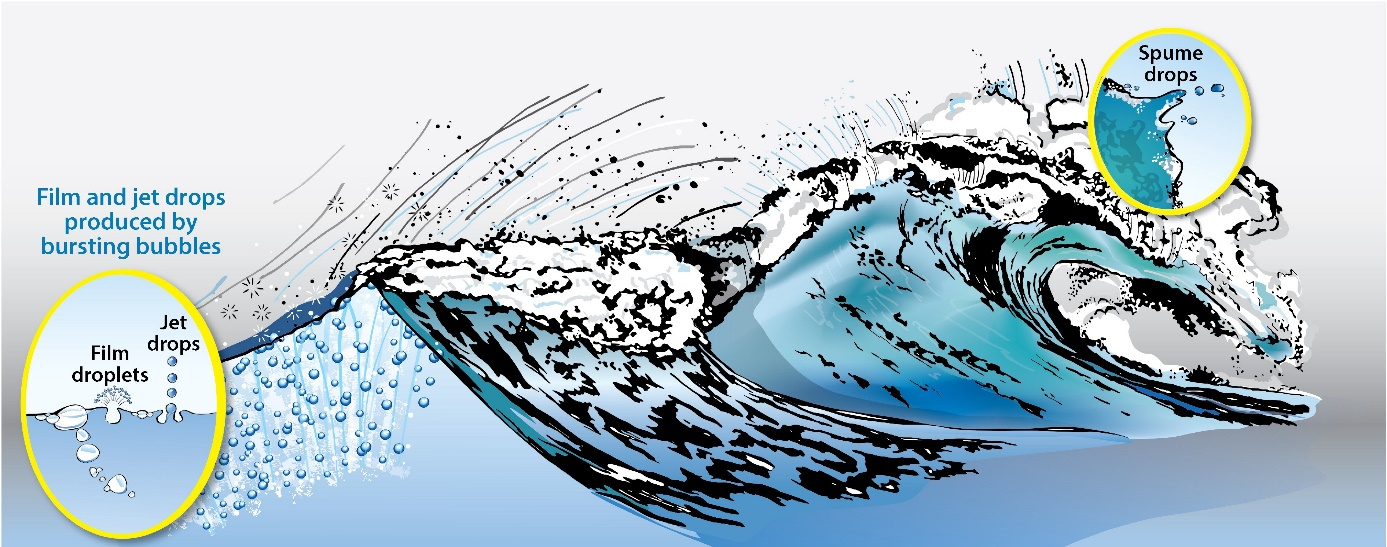 Spume
drops
Film and jet drops
produced by
bursting bubbles
Jet
drops
Film
droplets